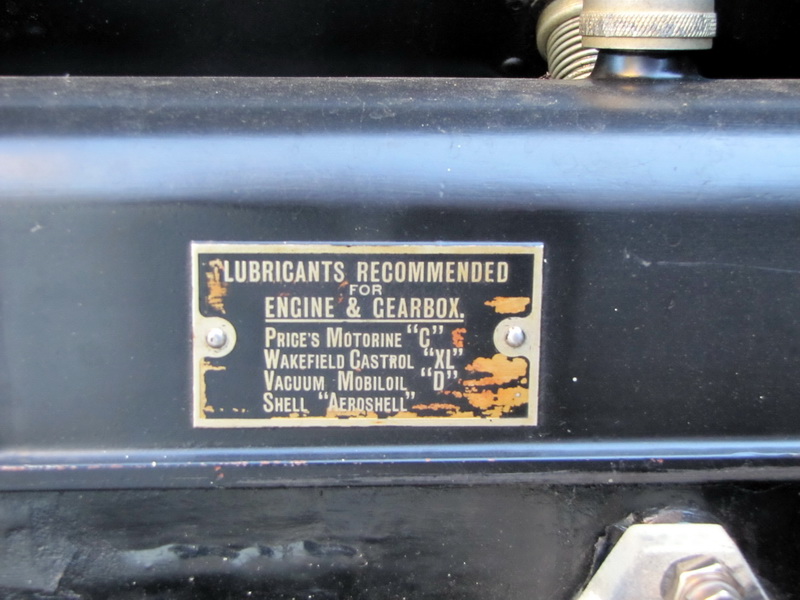 LUBRICANTS RECOMMENDED
FOR
ENGINE & GEARBOX.
PRICE'S MOTORINE "C"
WAKEFIELD CASTROL "XL"
VACUUM MOBILOIL "D"
SHELL "AEROSHELL"